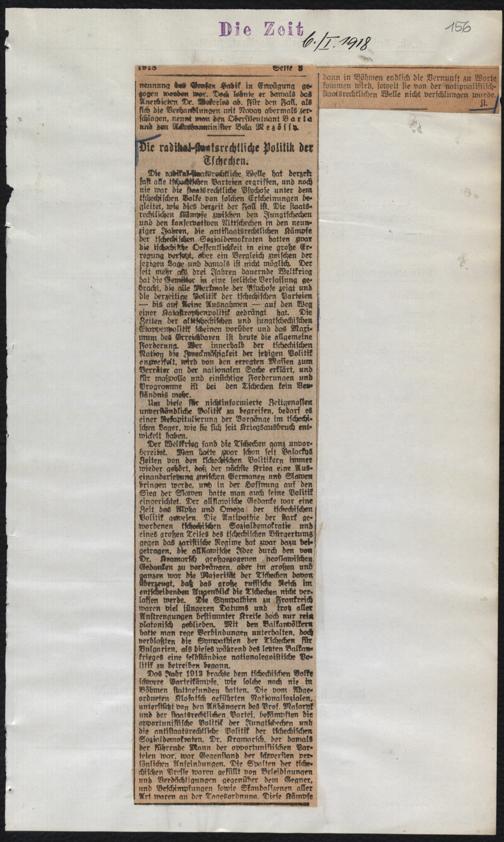 Die Zeit
6./I. 1918
156
1918 Seite 3
nennung des Grafen Hadik in Erwägung ge-
zogen worden war. Doch lehnte er damals das
Anerbieten Dr. Wekerles ab. Für den Fall, als
sich die Verhandlungen mit Navay abermals zer-
schlagen, nennt man den Obersthofmeister
dann in Böhmen endlich die Vernunft zu Worte
kommen wird, soweit sie von der nationalistisch-
staatsrechtlichen Welle nicht verschlungen wurde.
Die radikal-staatsrechtliche Politik der
Tschechen.
Die radikal-staatsrechtliche Welle hat derzeit
fast alle tschechischen Parteien ergriffen, und noch
nie war die staatsrechtliche Psychose unter dem
tschechischen Volke von solchen Erscheinungen be-
gleitet, wie dies derzeit der Fall ist. Die staats-
rechtlichen Kämpfe zwischen den Jungtschechen
und den konservativen Alttschechen in den neun-
ziger Jahren, die antistaatsrechtlichen Kämpfe
der tschechischen Sozialdemokraten hatten zwar
die tschechische Oeffentlichkeit in eine große Er-
regung versetzt, aber ein Vergleich zwischen der
jetzigen Lage und damals ist nicht möglich. Der
seit mehr als drei Jahren dauernde Weltkrieg
hat die Gemüter in eine seelische Verfassung ge-
bracht, die alle Merkmale der Psychose zeigt und
die derzeitige Politik der tschechischen Parteien
— bis auf kleine Ausnahmen — auf den Weg
einer Katastrophenpolitik gedrängt hat. Die
Zeiten der alttschechischen und jungtschechischen
Etappenpolitik scheinen vorüber und das Maxi-
mum des Erreichbaren ist heute die allgemeine
Forderung. Wer innerhalb der tschechischen
Nation die Zweckmäßigkeit der jetzigen Politik
anzweifelt, wird von den erregten Massen zum
Verräter an der nationalen Sache erklärt, und
für maßvolle und einsichtige Forderungen und
Programme ist bei den Tschechen kein Ver-
ständnis mehr.
Um diese für nichtinformierte Zeitgenossen
unverständliche Politik zu begreifen, bedarf es
einer Rekapitulierung der Vorgänge im tschechi-
schen Lager, wie sie sich seit Kriegsausbruch ent-
wickelt haben.
Der Weltkrieg fand die Tschechen ganz unvor-
bereitet. Man hatte zwar schon seit Palackys
Zeiten von den tschechischen Politikern immer
wieder gehört, daß der nächste Krieg eine Aus-
einandersetzung zwischen Germanen und Slawen
bringen werde, und in der Hoffnung auf den
Sieg der Slawen hatte man auch seine Politik
eingerichtet. Der allslawische Gedanke war eine
Zeit das Alpha und Omega der tschechischen
Politik gewesen. Die Antipathie der stark ge-
wordenen tschechischen Sozialdemokratie und
eines großen Teiles des tschechischen Bürgertums
gegen das zaristische Regime hat zwar dazu bei-
getragen, die allslawische Idee durch den von
Dr. Kramarsch großgezogenen neoslawischen
Gedanken zu verdrängen, aber im großen und
ganzen war die Majorität der Tschechen davon
überzeugt, daß das große russische Reich im
entscheidenden Augenblick die Tschechen nicht ver-
lassen werde. Die Sympathien zu Frankreich
waren viel jüngeren Datums und trotz aller
Anstrengungen bestimmter Kreise doch nur rein
platonisch geblieben. Mit den Balkanvölkern
hatte man rege Verbindungen unterhalten, doch
verblaßten die Sympathien der Tschechen für
Bulgarien, als dieses während des letzten Balkan-
krieges eine selbständige nationalegoistische Po-
litik zu betreiben begann.
Das Jahr 1913 brachte dem tschechischen Volke
schwere Parteikämpfe, wie solche noch nie in
Böhmen stattgefunden hatten. Die vom Abge-
ordneten Klofatsch geführten Nationalsozialen,
unterstützt von den Anhängern des Prof. Masaryk
und der staatsrechtlichen Partei, bekämpften die
opportunistische Politik der Jungtschechen und
die antistaatsrechtliche Politik der tschechischen
Sozialdemokraten. Dr. Kramarsch, der damals
der führende Mann der opportunistischen Par-
teien war, war Gegenstand der schwersten per-
sönlichen Anfeindungen. Die Spalten der tsche-
chischen Presse waren gefüllt von Beleidigungen
und Verdächtigungen gegenüber dem Gegner,
und Beschimpfungen sowie Skandalszenen aller
Art waren an der Tagesordnung. Diese Kämpfe